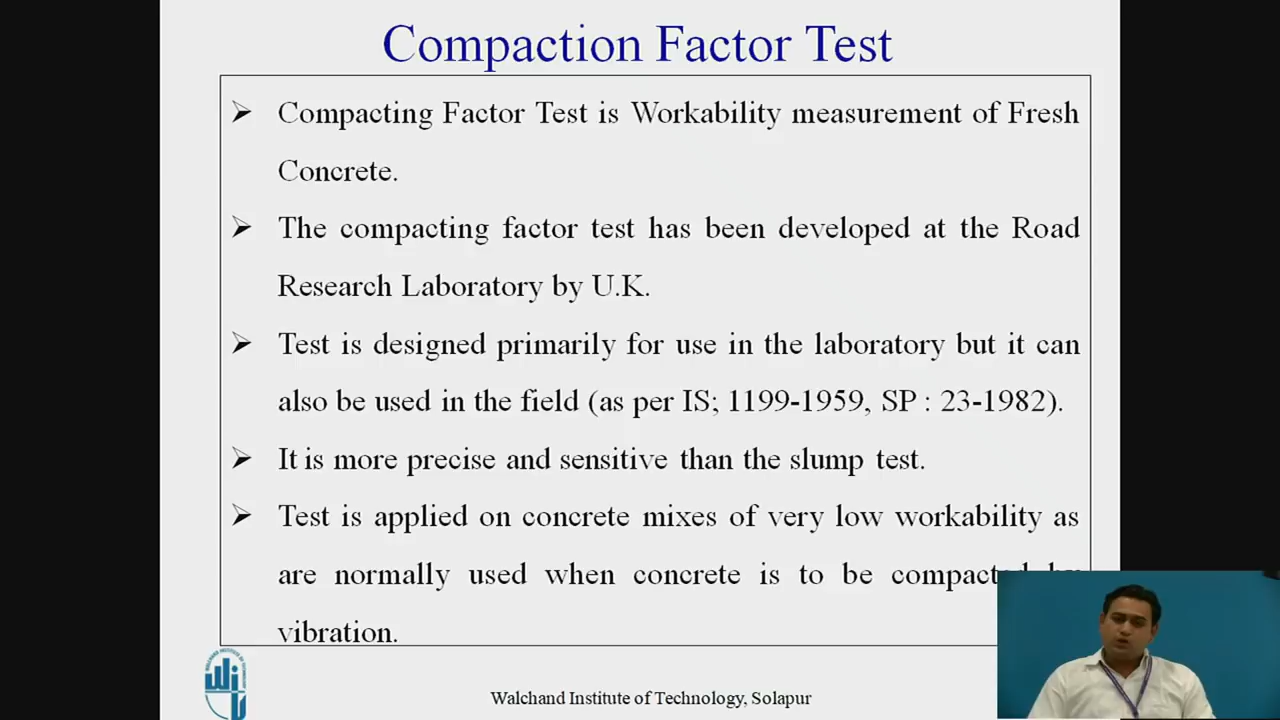 Compaction Factor Test
➢ Compacting Factor Test is Workability measurement of Fresh
Concrete.
➢ The compacting factor test has been developed at the Road
Research Laboratory by U.K.
➢ Test is designed primarily for use in the laboratory but it can
also be used in the field (as per IS; 1199-1959, SP : 23-1982).
➢ It is more precise and sensitive than the slump test.
➢ Test is applied on concrete mixes of very low workability as
are normally used when concrete is to be compacted by
vibration.
Walchand Institute of Technology, Solapur